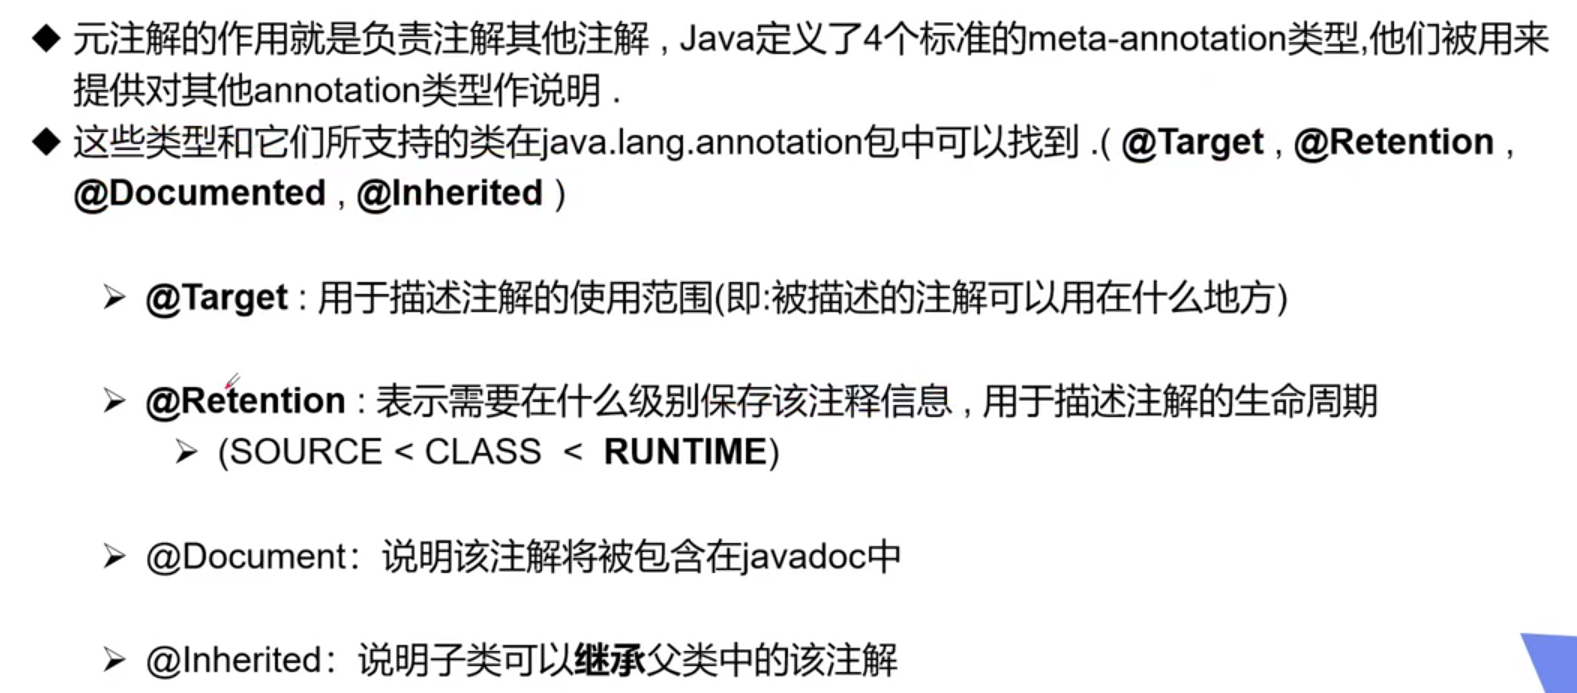 ◆ 元注解的作用就是负责注解其他注解 , Java定义了4个标准的meta-annotation类型,他们被用来
提供对其他annotation类型作说明 .
◆ 这些类型和它们所支持的类在java.lang.annotation包中可以找到 .( @Target , @Retention ,
@Documented , @Inherited )
➢ @Target : 用于描述注解的使用范围(即:被描述的注解可以用在什么地方)
➢ @Retention : 表示需要在什么级别保存该注释信息 , 用于描述注解的生命周期
➢ (SOURCE < CLASS < RUNTIME)
➢ @Document：说明该注解将被包含在javadoc中
➢ @Inherited：说明子类可以继承父类中的该注解